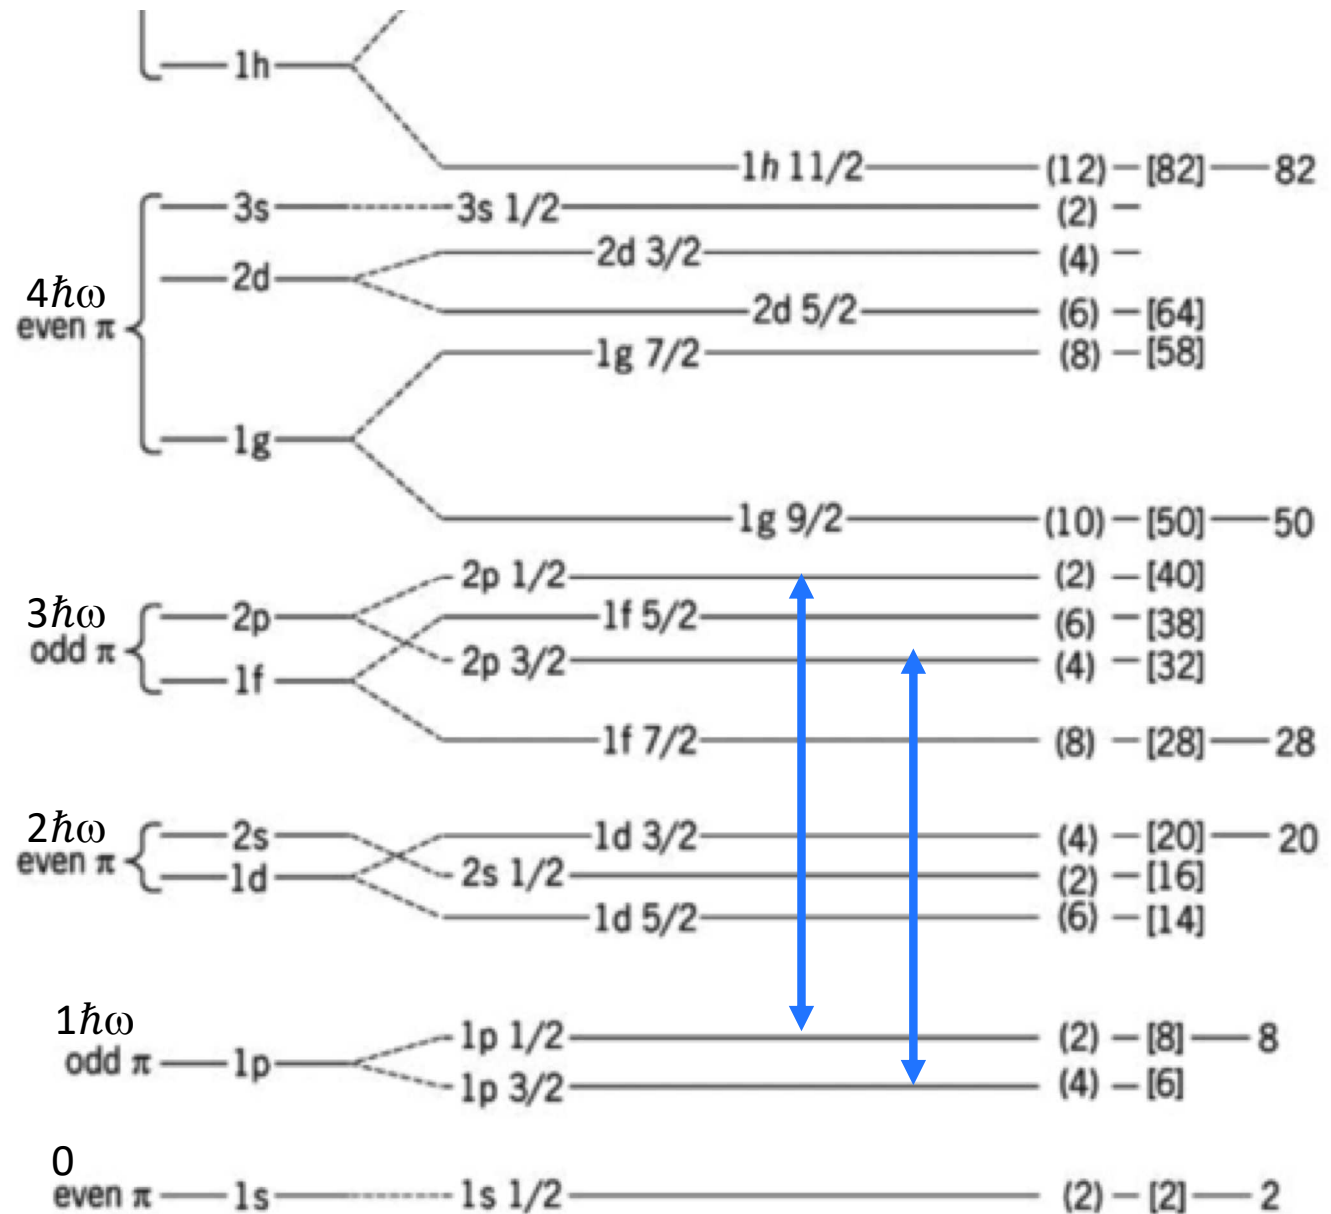 1h
1h 11/2 (12) [82] 82
3s 3s 1/2 (2)
2d 3/2 (4)
2d
4ħω
even π
2d 5/2 (6) [64]
1g 7/2 (8) [58]
1g
1g 9/2 (10) [50] 50
2p 1/2 (2) [40]
3ħω
odd π
2p 1f 5/2 (6) [38]
2p 3/2 (4) [32]
1f
1f 7/2 (8) [28] 28
2ħω
even π
2s 1d 3/2 (4) [20] 20
1d 2s 1/2 (2) [16]
1d 5/2 (6) [14]
1ħω
1p 1/2 (2) [8] 8
odd π 1p
1p 3/2 (4) [6]
0
even π 1s 1s 1/2 (2) [2] 2